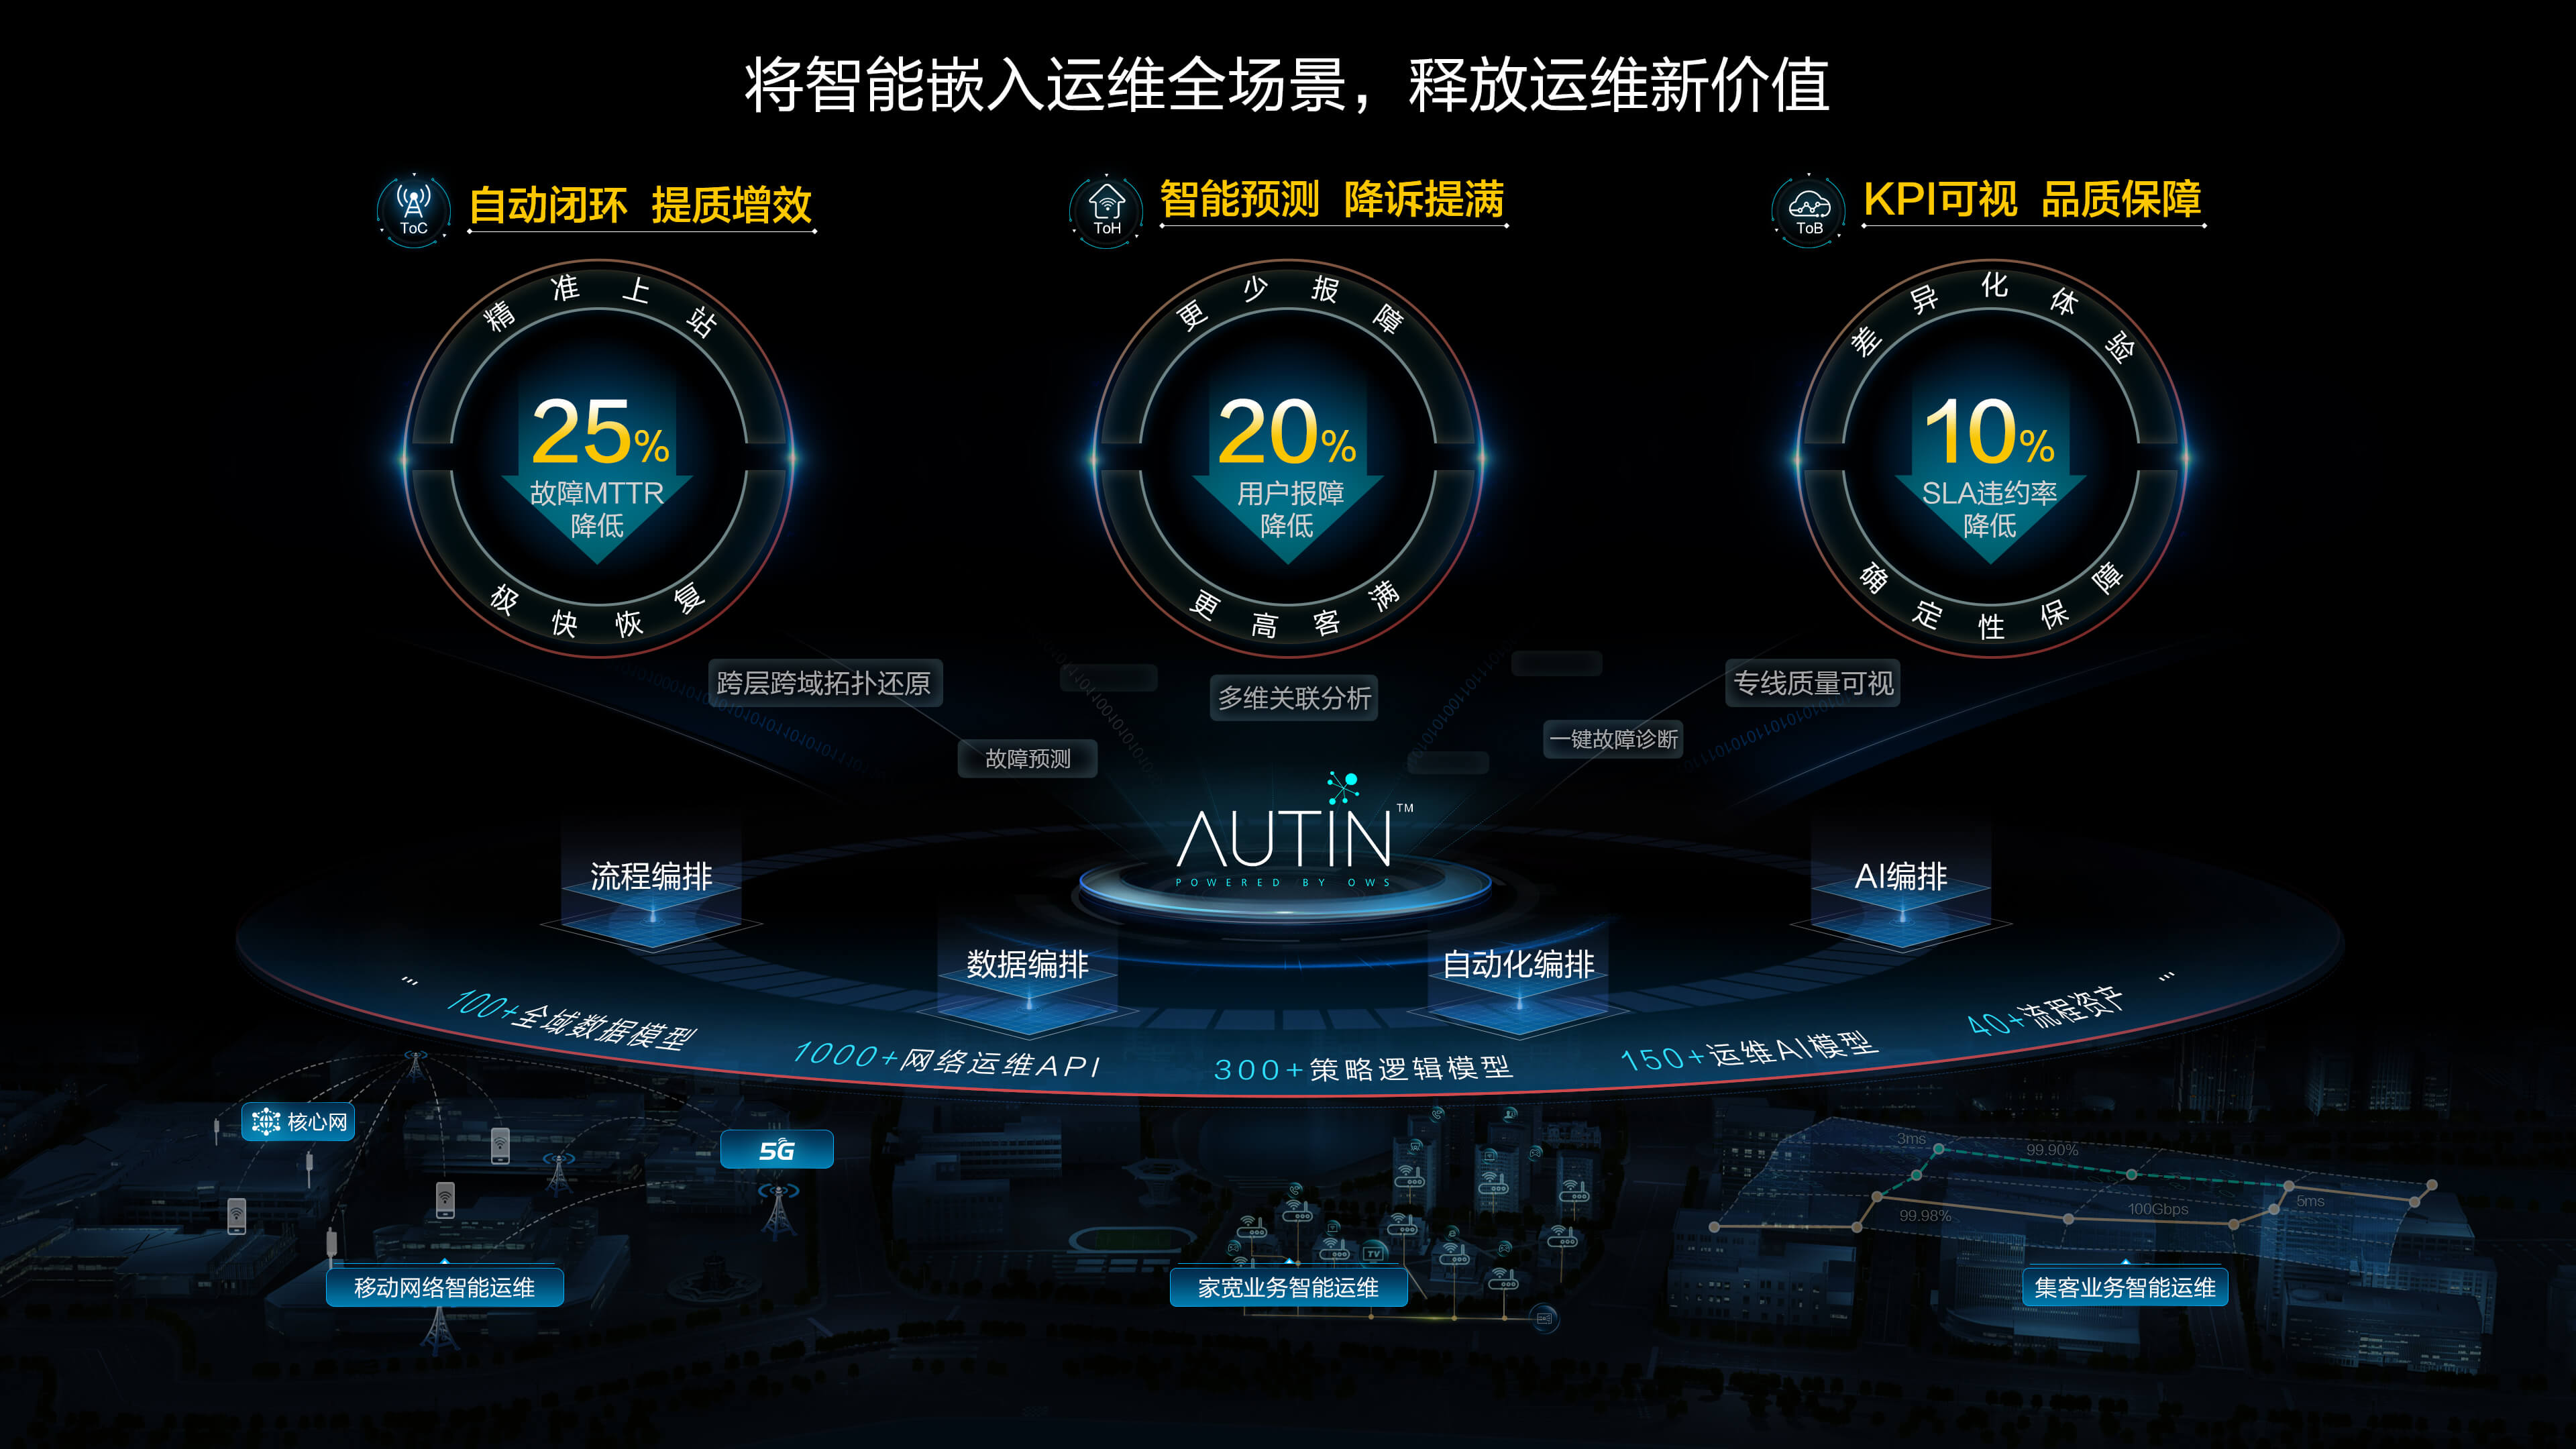 将智能嵌入运维全场景，释放运维新价值
ToC
自动闭环 提质增效
ToH
智能预测 降诉提满
ToB
KPI可视 品质保障
精准上站
25%
故障MTTR
降低
极快恢复
更少报障
20%
用户报障
降低
更高客满
差异化体验
10%
SLA违约率
降低
确定性保障
跨层跨域拓扑还原
多维关联分析
专线质量可视
故障预测
一键故障诊断
AUTIN™
POWERED BY OWS
流程编排
AI编排
数据编排
自动化编排
...
100+全域数据模型
1000+网络运维API
300+策略逻辑模型
150+运维AI模型
40+流程资产
...
核心网
5G
3ms
99.90%
99.98%
100Gbps
5ms
TV
移动网络智能运维
家宽业务智能运维
集客业务智能运维